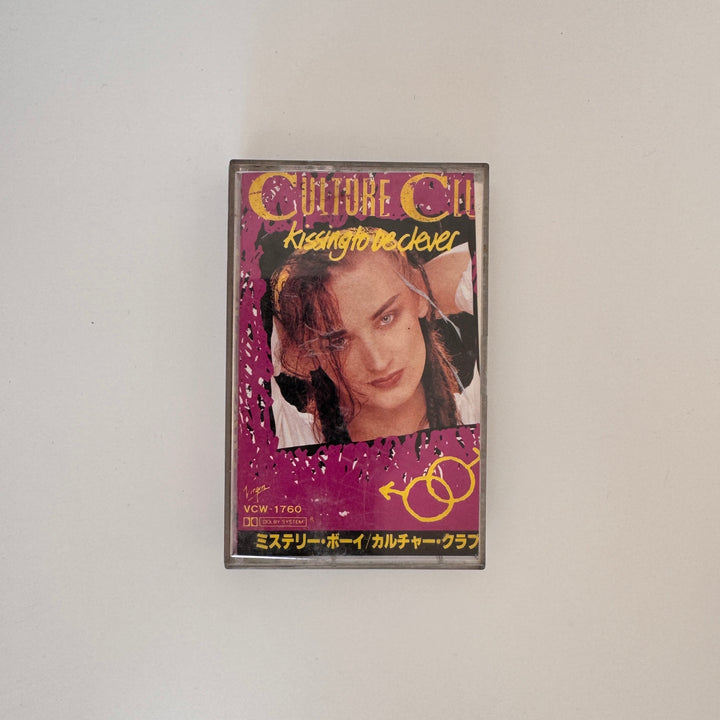 CULTURE CLU
kissing to be clever
Virgin
VCW-1760
DOLBY SYSTEM
ミステリー・ボーイ/カルチャー・クラブ